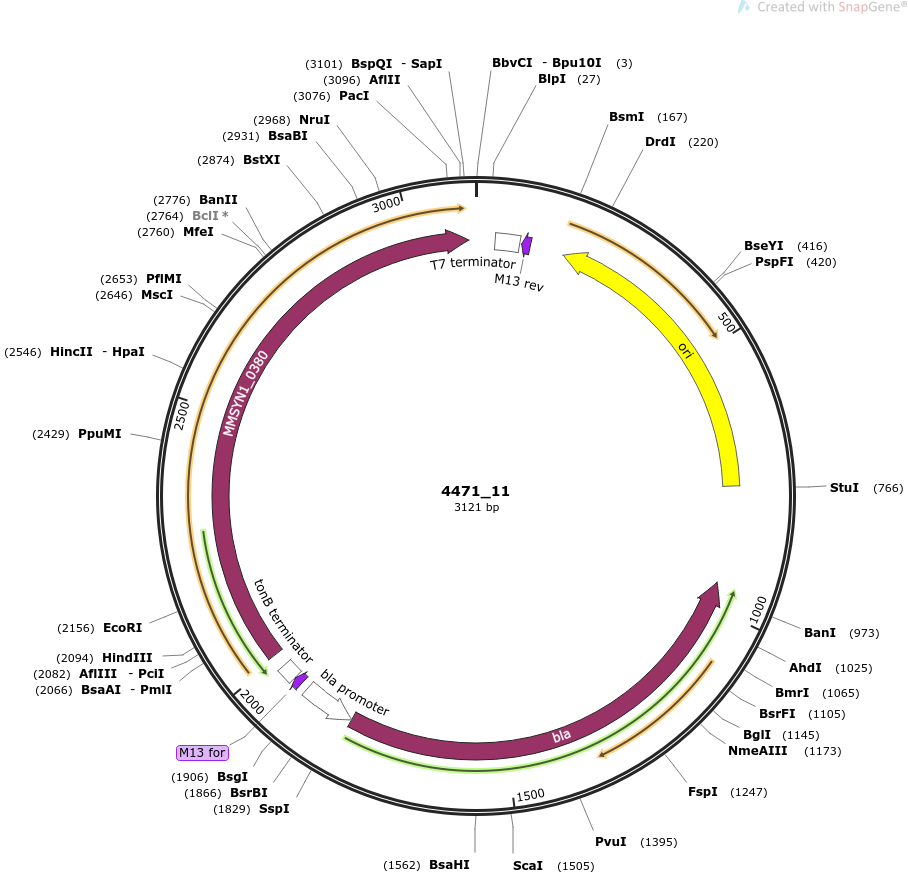 Created with SnapGene®
(3101) BspQI - SapI
(3096) AflII
(3076) PacI
(2968) NruI
(2931) BsaBI
(2874) BstXI
(2776) BanII
(2764) BclI *
(2760) MfeI
(2653) PflMI
(2646) MscI
(2546) HincII - HpaI
(2429) PpuMI
(2156) EcoRI
(2094) HindIII
(2082) AflIII - PciI
(2066) BsaAI - PmlI
M13 for
(1906) BsgI
(1866) BsrBI
(1829) SspI
(1562) BsaHI
BbvCI - Bpu10I (3)
BlpI (27)
BsmI (167)
DrdI (220)
BseYI (416)
PspFI (420)
StuI (766)
BanI (973)
AhdI (1025)
BmrI (1065)
BsrFI (1105)
BglI (1145)
NmeAIII (1173)
FspI (1247)
PvuI (1395)
ScaI (1505)
500
1000
1500
2000
2500
3000
T7 terminator
M13 rev
ori
MMSYN1_0380
tonB terminator
bla promoter
bla
4471_11
3121 bp